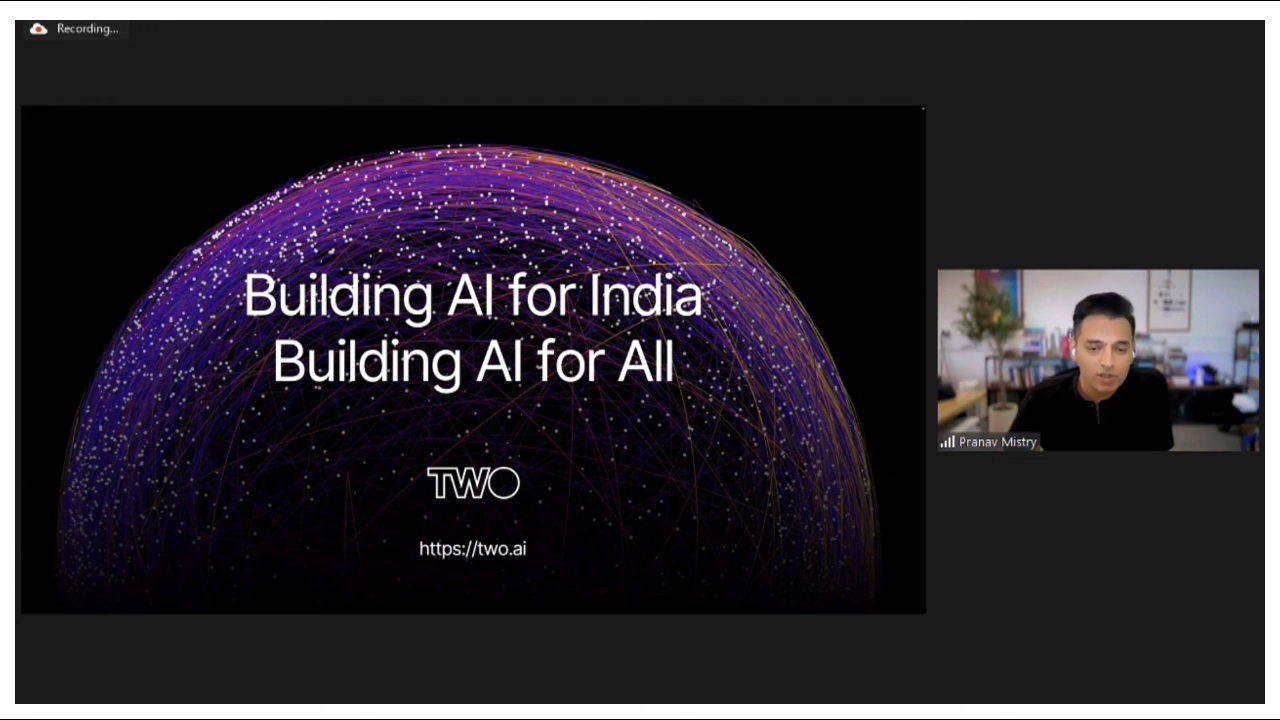 Recording...
Building AI for India
Building AI for All
TWO
https://two.ai
Pranav Mistry